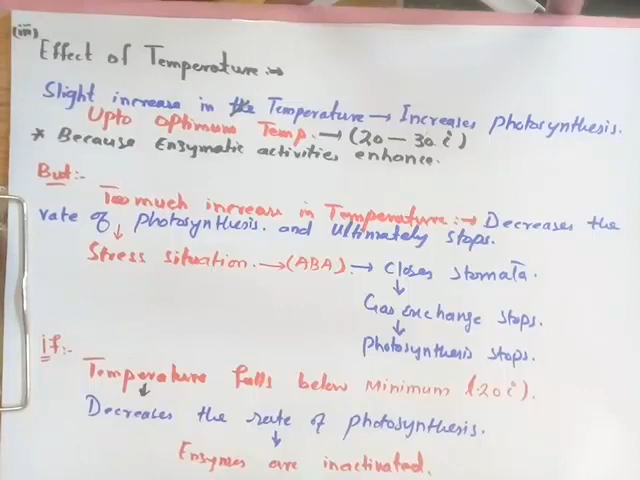 (iii)
Effect of Temperature:→
Slight increase in the Temperature → Increases photosynthesis.
Upto optimum Temp. → (20 – 30.c)
* Because Enzymatic activities enhance.
But:-
Too much increase in Temperature:→ Decreases the
rate of photosynthesis. and Ultimately stops.
↓
Stress situation. → (ABA) → Closes stomata.
↓
Gas exchange stops.
↓
Photosynthesis stops.
if:-
Temperature falls below minimum (.20 c).
↓
Decreases the rate of photosynthesis.
↓
Enzymes are inactivated.